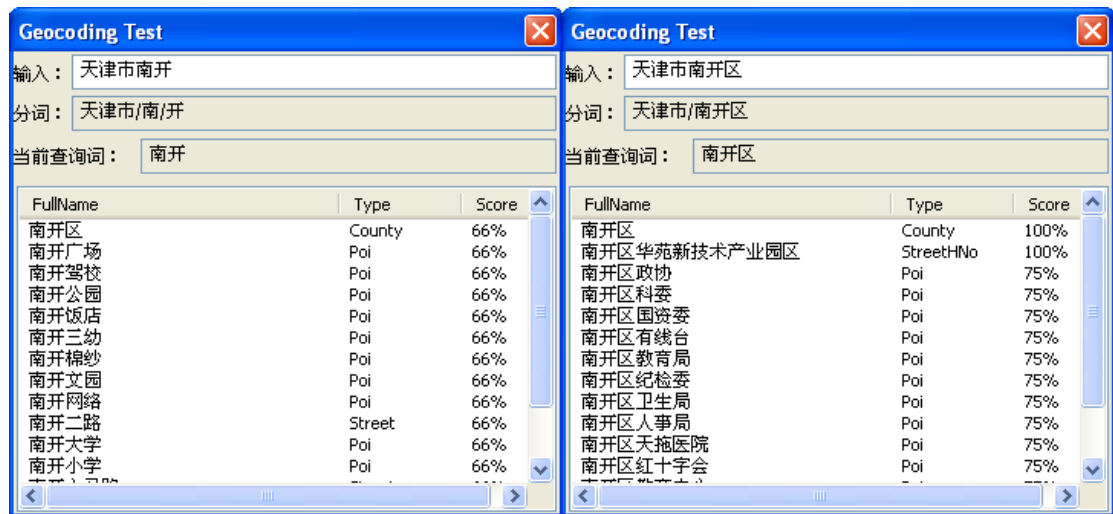 Geocoding Test
输入： 天津市南开
分词： 天津市/南/开
当前查询词： 南开
FullName Type Score
南开区 County 66%
南开广场 Poi 66%
南开驾校 Poi 66%
南开公园 Poi 66%
南开饭店 Poi 66%
南开三幼 Poi 66%
南开棉纱 Poi 66%
南开文园 Poi 66%
南开网络 Poi 66%
南开二路 Street 66%
南开大学 Poi 66%
南开小学 Poi 66%
Geocoding Test
输入： 天津市南开区
分词： 天津市/南开区
当前查询词： 南开区
FullName Type Score
南开区 County 100%
南开区华苑新技术产业园区 StreetHNo 100%
南开区政协 Poi 75%
南开区科委 Poi 75%
南开区国资委 Poi 75%
南开区有线台 Poi 75%
南开区教育局 Poi 75%
南开区纪检委 Poi 75%
南开区卫生局 Poi 75%
南开区人事局 Poi 75%
南开区天拖医院 Poi 75%
南开区红十字会 Poi 75%